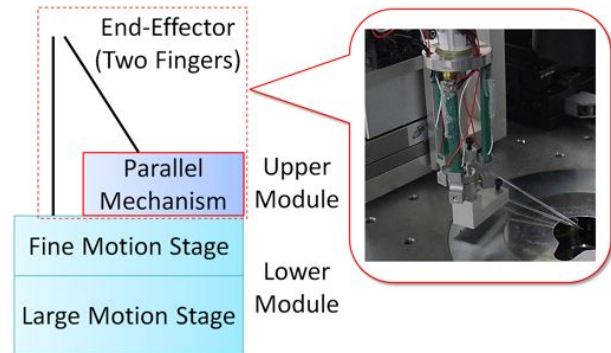 End-Effector
(Two Fingers)
Parallel
Mechanism
Upper
Module
Fine Motion Stage
Lower
Module
Large Motion Stage